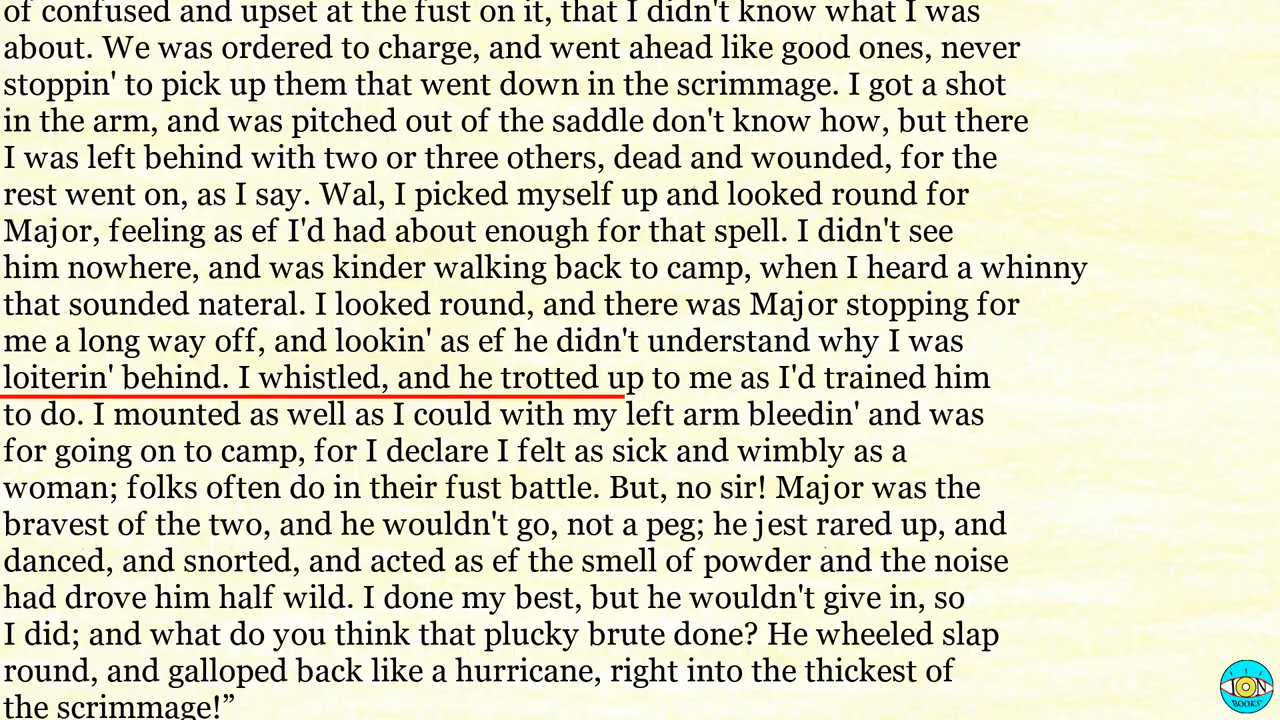 of confused and upset at the fust on it, that I didn't know what I was
about. We was ordered to charge, and went ahead like good ones, never
stoppin' to pick up them that went down in the scrimmage. I got a shot
in the arm, and was pitched out of the saddle don't know how, but there
I was left behind with two or three others, dead and wounded, for the
rest went on, as I say. Wal, I picked myself up and looked round for
Major, feeling as ef I'd had about enough for that spell. I didn't see
him nowhere, and was kinder walking back to camp, when I heard a whinny
that sounded nateral. I looked round, and there was Major stopping for
me a long way off, and lookin' as ef he didn't understand why I was
loiterin' behind. I whistled, and he trotted up to me as I'd trained him
to do. I mounted as well as I could with my left arm bleedin' and was
for going on to camp, for I declare I felt as sick and wimbly as a
woman; folks often do in their fust battle. But, no sir! Major was the
bravest of the two, and he wouldn't go, not a peg; he jest rared up, and
danced, and snorted, and acted as ef the smell of powder and the noise
had drove him half wild. I done my best, but he wouldn't give in, so
I did; and what do you think that plucky brute done? He wheeled slap
round, and galloped back like a hurricane, right into the thickest of
the scrimmage!”
ION
BOOKS